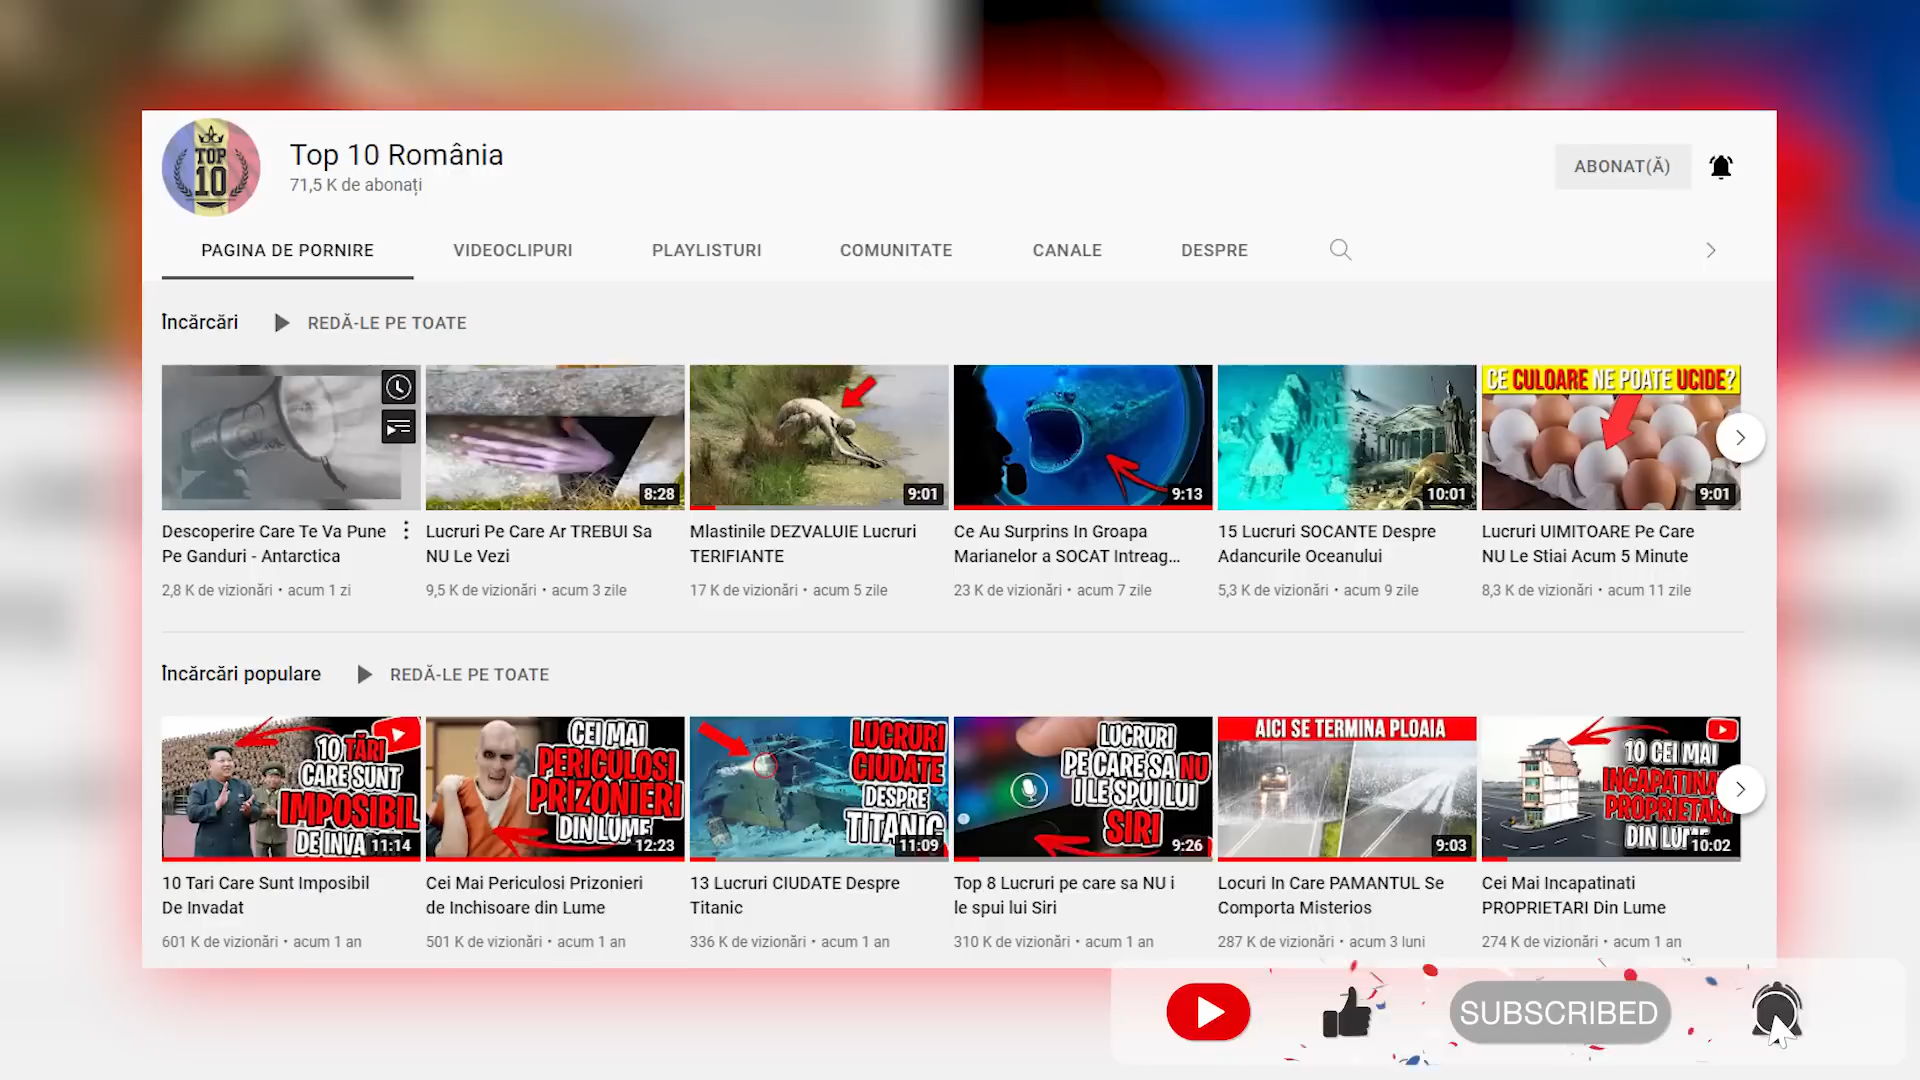 TOP
10
Top 10 România
71,5 K de abonați
ABONAT(Ă)
PAGINA DE PORNIRE
VIDEOCLIPURI
PLAYLISTURI
COMUNITATE
CANALE
DESPRE
Încărcări
REDĂ-LE PE TOATE
8:28
9:01
9:13
10:01
CE CULOARE NE POATE UCIDE?
9:01
Descoperire Care Te Va Pune
Pe Ganduri - Antarctica
2,8 K de vizionări • acum 1 zi
Lucruri Pe Care Ar TREBUI Sa
NU Le Vezi
9,5 K de vizionări • acum 3 zile
Mlastinile DEZVALUIE Lucruri
TERIFIANTE
17 K de vizionări • acum 5 zile
Ce Au Surprins In Groapa
Marianelor a SOCAT Intreag...
23 K de vizionări • acum 7 zile
15 Lucruri SOCANTE Despre
Adancurile Oceanului
5,3 K de vizionări • acum 9 zile
Lucruri UIMITOARE Pe Care
NU Le Stiai Acum 5 Minute
8,3 K de vizionări • acum 11 zile
Încărcări populare
REDĂ-LE PE TOATE
10 TĂRI
CARE SUNT
IMPOSIBIL
DE INVA
11:14
CEI MAI
PERICULOSI
PRIZONIERI
DIN LUME
12:23
LUCRURI
CIUDATE
DESPRE
TITANIC
11:09
LUCRURI
PE CARE SA NU
I LE SPUI LUI
SIRI
9:26
AICI SE TERMINA PLOAIA
9:03
10 CEI MAI
INCAPATINA
PROPRIETARI
DIN LUME
10:02
10 Tari Care Sunt Imposibil
De Invadat
601 K de vizionări • acum 1 an
Cei Mai Periculosi Prizonieri
de Inchisoare din Lume
501 K de vizionări • acum 1 an
13 Lucruri CIUDATE Despre
Titanic
336 K de vizionări • acum 1 an
Top 8 Lucruri pe care sa NU i
le spui lui Siri
310 K de vizionări • acum 1 an
Locuri In Care PAMANTUL Se
Comporta Misterios
287 K de vizionări • acum 3 luni
Cei Mai Incapatinati
PROPRIETARI Din Lume
274 K de vizionări • acum 1 an
SUBSCRIBED